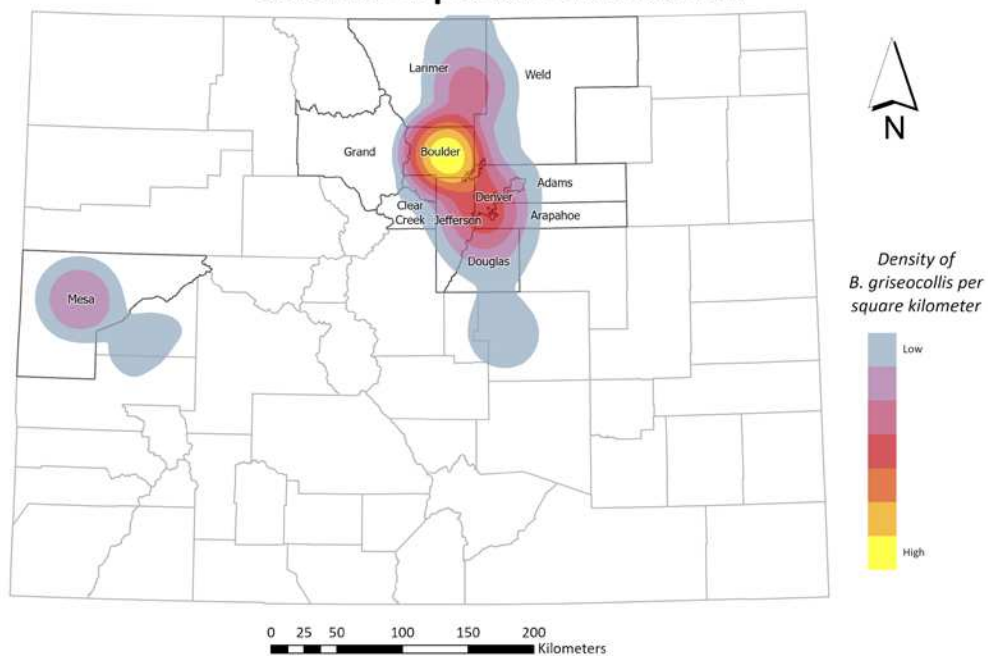 Larimer
Weld
Grand
Boulder
Adams
Denver
Clear
Creek
Jefferson
Arapahoe
Douglas
Mesa
N
Density of
B. griseocollis per
square kilometer
Low
High
0 25 50 100 150 200
Kilometers